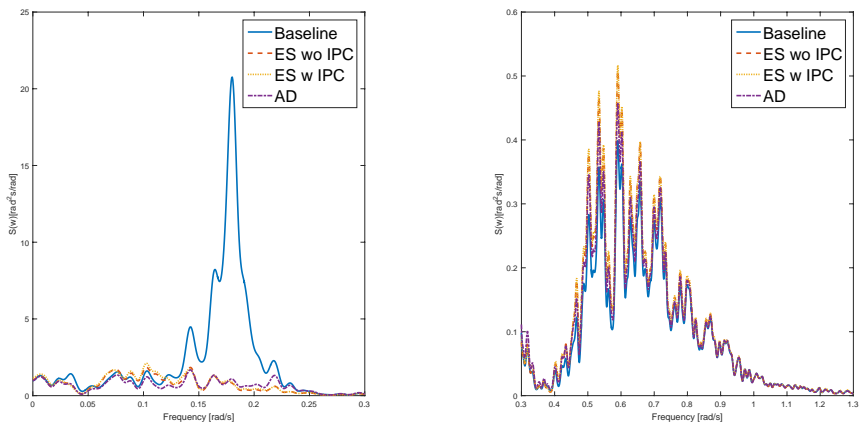 25
20
15
10
5
0
S(w)[rad²s/rad]
0
0.05
0.1
0.15
0.2
0.25
0.3
Frequency [rad/s]
Baseline
ES wo IPC
ES w IPC
AD
0.6
0.5
0.4
0.3
0.2
0.1
0
S(w)[rad²s/rad]
0.3
0.4
0.5
0.6
0.7
0.8
0.9
1
1.1
1.2
1.3
Frequency [rad/s]
Baseline
ES wo IPC
ES w IPC
AD